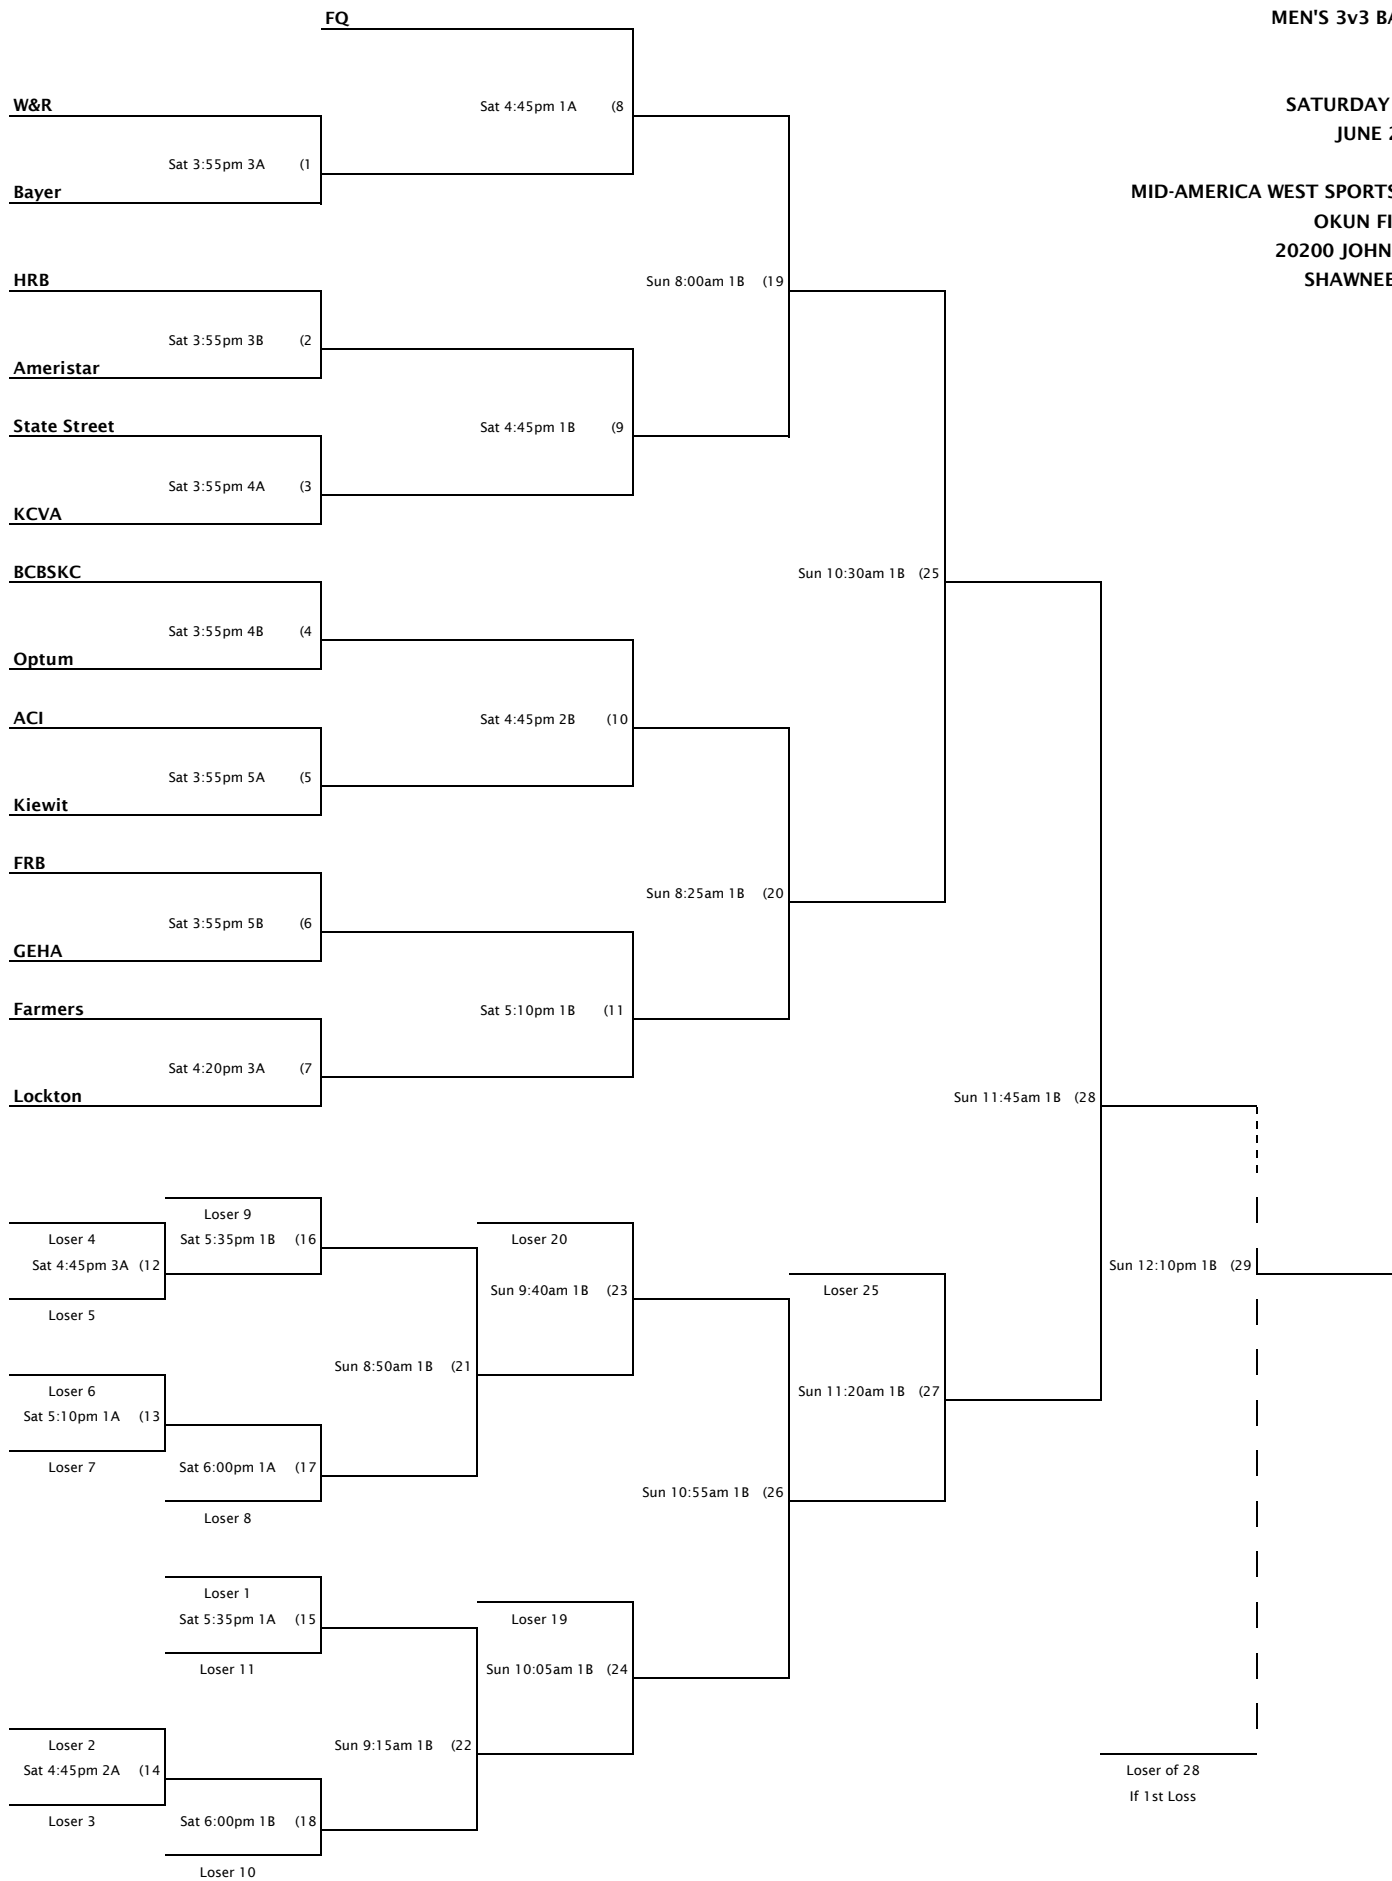 FQ
MEN'S 3v3 BA
W&R
Sat 4:45pm 1A (8
SATURDAY
JUNE 2
Sat 3:55pm 3A (1
Bayer
MID-AMERICA WEST SPORTS
OKUN FI
20200 JOHN
HRB
Sun 8:00am 1B (19
SHAWNEE
Sat 3:55pm 3B (2
Ameristar
State Street
Sat 4:45pm 1B (9
Sat 3:55pm 4A (3
KCVA
BCBSKC
Sun 10:30am 1B (25
Sat 3:55pm 4B (4
Optum
ACI
Sat 4:45pm 2B (10
Sat 3:55pm 5A (5
Kiewit
FRB
Sun 8:25am 1B (20
Sat 3:55pm 5B (6
GEHA
Farmers
Sat 5:10pm 1B (11
Sat 4:20pm 3A (7
Lockton
Sun 11:45am 1B (28
Loser 9
Loser 4
Sat 5:35pm 1B (16
Loser 20
Sat 4:45pm 3A (12
Sun 12:10pm 1B (29
Sun 9:40am 1B (23
Loser 25
Loser 5
Sun 8:50am 1B (21
Loser 6
Sun 11:20am 1B (27
Sat 5:10pm 1A (13
Loser 7
Sat 6:00pm 1A (17
Sun 10:55am 1B (26
Loser 8
Loser 1
Sat 5:35pm 1A (15
Loser 19
Loser 11
Sun 10:05am 1B (24
Loser 2
Sun 9:15am 1B (22
Sat 4:45pm 2A (14
Loser of 28
If 1st Loss
Loser 3
Sat 6:00pm 1B (18
Loser 10